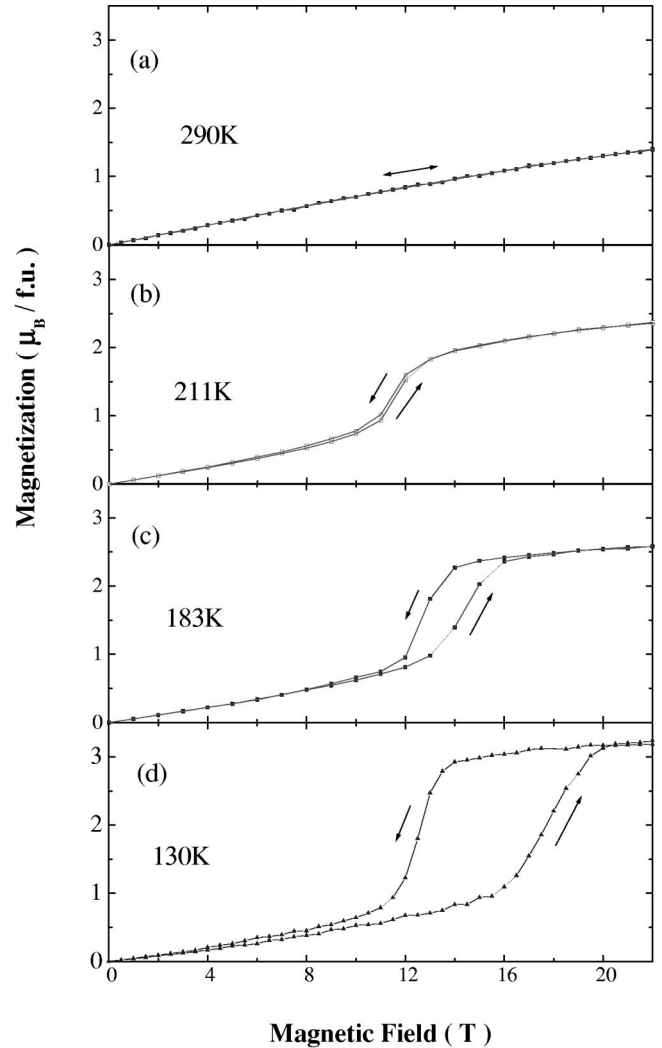 3
2
1
0
(a)
290K
3
2
1
0
(b)
211K
3
2
1
0
(c)
183K
3
2
1
0
(d)
130K
0 4 8 12 16 20
Magnetization ( μB / f.u. )
Magnetic Field ( T )